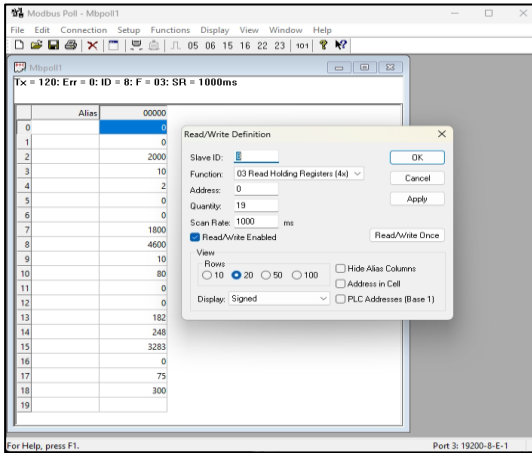 Modbus Poll - Mbpoll1
File Edit Connection Setup Functions Display View Window Help
05 06 15 16 22 23 101
Mbpoll1
Tx = 120: Err = 0: ID = 8: F = 03: SR = 1000ms
Alias 00000
0 0
1 0
2 2000
3 10
4 2
5 0
6 0
7 1800
8 4600
9 10
10 80
11 0
12 0
13 182
14 248
15 3283
16 0
17 75
18 300
19
Read/Write Definition
Slave ID:
OK
Function: 03 Read Holding Registers (4x)
Cancel
Address: 0
Quantity: 19
Apply
Scan Rate: 1000 ms
Read/Write Enabled
Read/Write Once
View
Rows
10 20 50 100
Hide Alias Columns
Address in Cell
Display: Signed
PLC Addresses (Base 1)
For Help, press F1.
Port 3: 19200-8-E-1